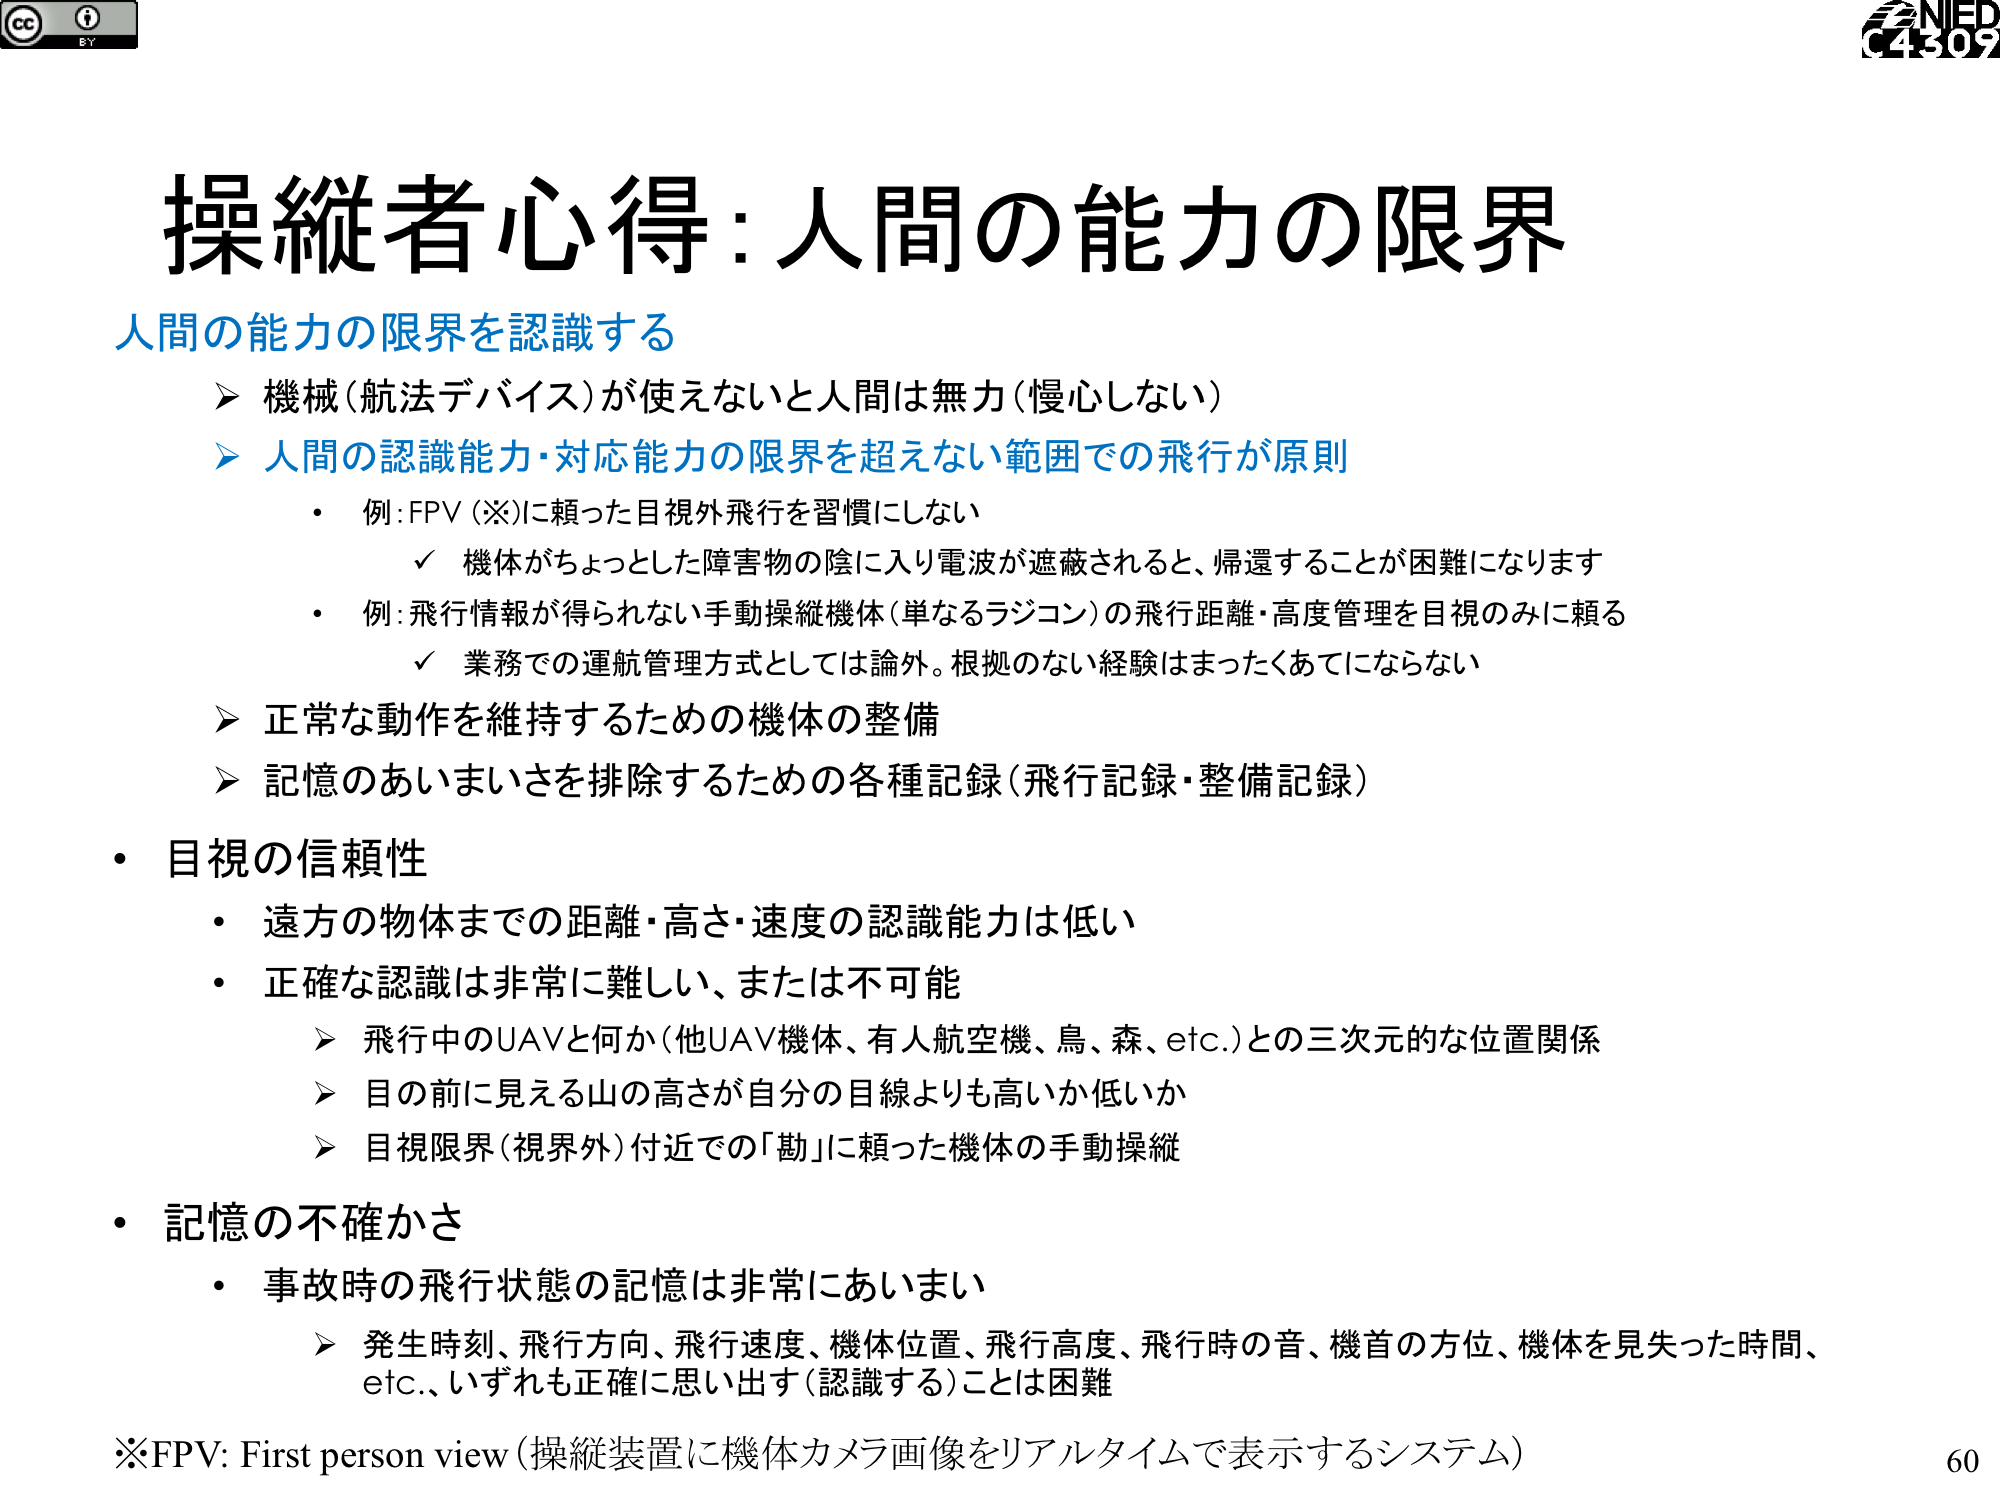 cc
BY
NIED
C4309
操縦者心得:人間の能力の限界
人間の能力の限界を認識する
➢ 機械(航法デバイス)が使えないと人間は無力(慢心しない)
➢ 人間の認識能力・対応能力の限界を超えない範囲での飛行が原則
• 例:FPV (※)に頼った目視外飛行を習慣にしない
✓ 機体がちょっとした障害物の陰に入り電波が遮蔽されると、帰還することが困難になります
• 例:飛行情報が得られない手動操縦機体(単なるラジコン)の飛行距離・高度管理を目視のみに頼る
✓ 業務での運航管理方式としては論外。根拠のない経験はまったくあてにならない
➢ 正常な動作を維持するための機体の整備
➢ 記憶のあいまいさを排除するための各種記録(飛行記録・整備記録)
• 目視の信頼性
• 遠方の物体までの距離・高さ・速度の認識能力は低い
• 正確な認識は非常に難しい、または不可能
➢ 飛行中のUAVと何か(他UAV機体、有人航空機、鳥、森、etc.)との三次元的な位置関係
➢ 目の前に見える山の高さが自分の目線よりも高いか低いか
➢ 目視限界(視界外)付近での「勘」に頼った機体の手動操縦
• 記憶の不確かさ
• 事故時の飛行状態の記憶は非常にあいまい
➢ 発生時刻、飛行方向、飛行速度、機体位置、飛行高度、飛行時の音、機首の方位、機体を見失った時間、
etc.、いずれも正確に思い出す(認識する)ことは困難
※FPV: First person view(操縦装置に機体カメラ画像をリアルタイムで表示するシステム)
60